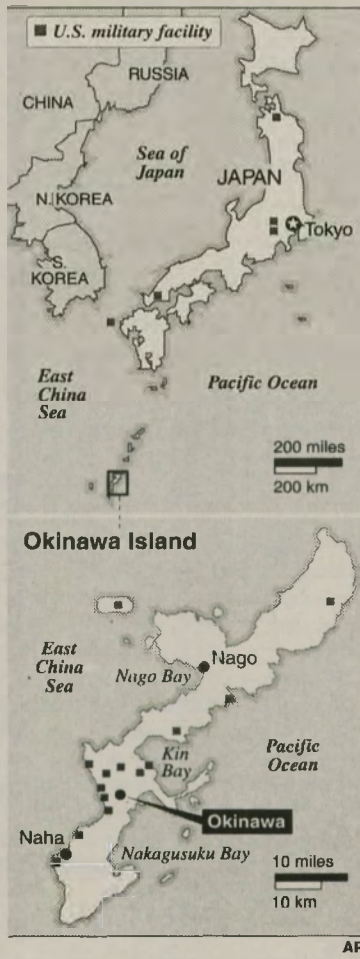 U.S. military facility
RUSSIA
CHINA
Sea of
Japan
JAPAN
N. KOREA
Tokyo
S.
KOREA
East
China
Sea
Pacific Ocean
200 miles
200 km
Okinawa Island
East
China
Sea
Nago
Nago Bay
Pacific
Ocean
Kin
Bay
Okinawa
Naha
Nakagusuku Bay
10 miles
10 km
AP